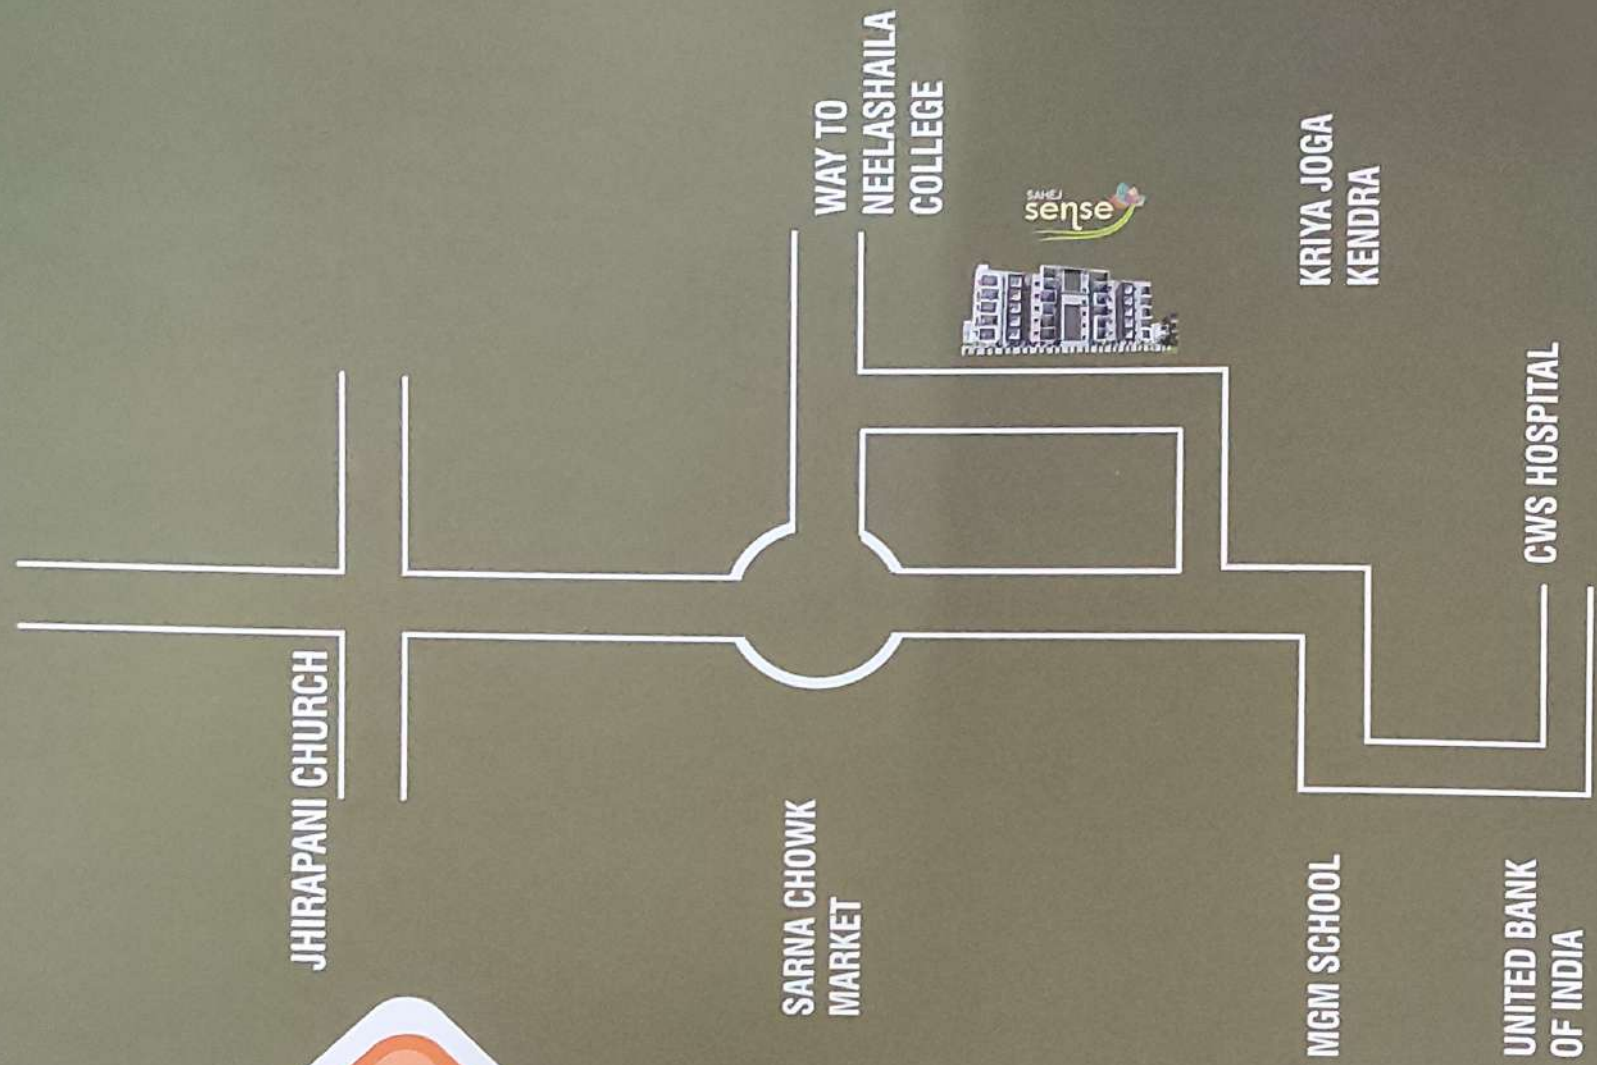 JHIRAPANI CHURCH
SARNA CHOWK
MARKET
WAY TO
NEELASHAILA
COLLEGE
SAHEJ
sense
KRIYA JOGA
KENDRA
MGM SCHOOL
CWS HOSPITAL
UNITED BANK
OF INDIA